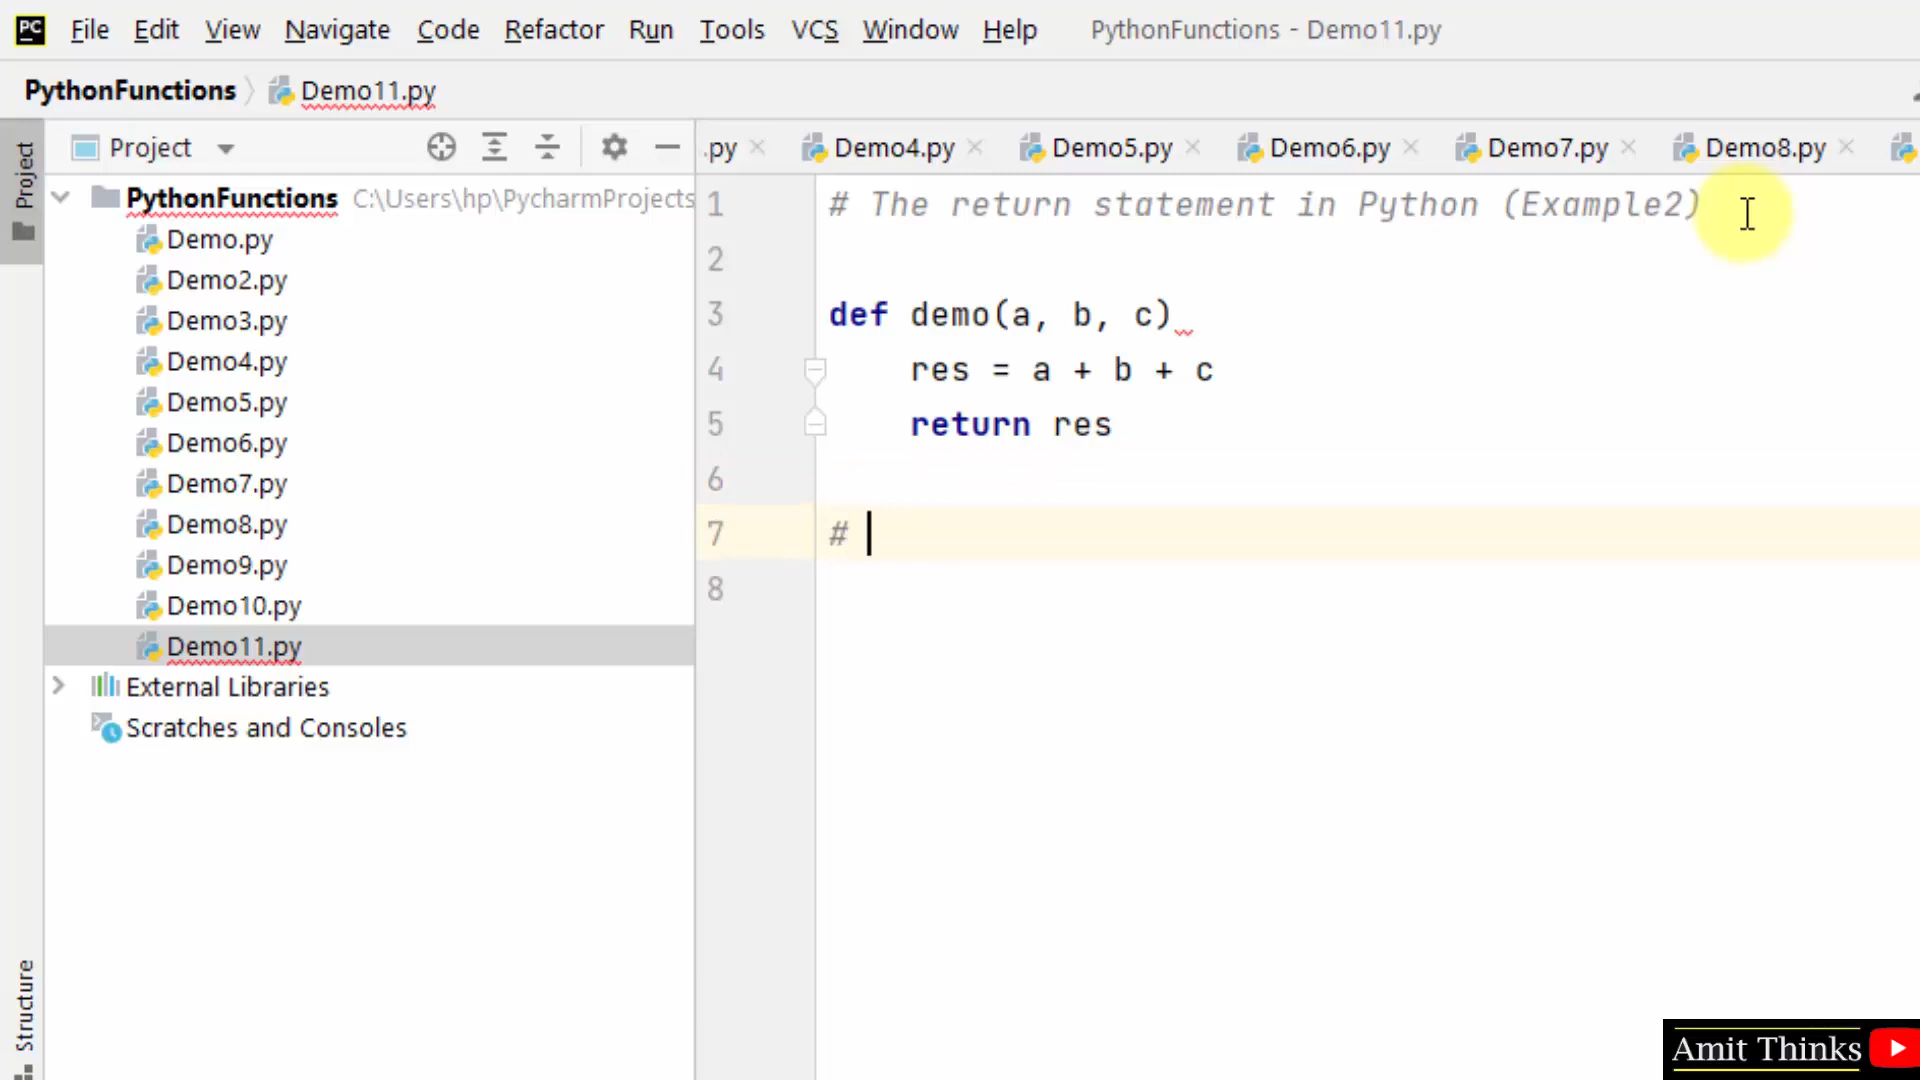 PC
File Edit View Navigate Code Refactor Run Tools VCS Window Help PythonFunctions - Demo11.py
PythonFunctions Demo11.py
Project
Project
.py Demo4.py Demo5.py Demo6.py Demo7.py Demo8.py
PythonFunctions C:\Users\hp\PycharmProjects
Demo.py
Demo2.py
Demo3.py
Demo4.py
Demo5.py
Demo6.py
Demo7.py
Demo8.py
Demo9.py
Demo10.py
Demo11.py
External Libraries
Scratches and Consoles
1 # The return statement in Python (Example2)
2
3 def demo(a, b, c)
4 res = a + b + c
5 return res
6
7 #
8
Structure
Amit Thinks